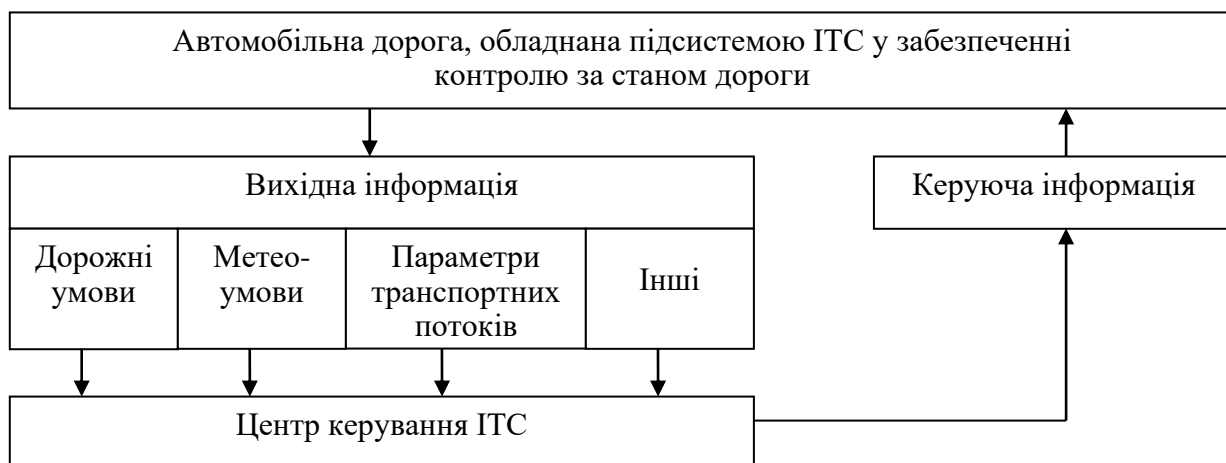 Автомобільна дорога, обладнана підсистемою ІТС у забезпеченні
контролю за станом дороги
Вихідна інформація
Керуюча інформація
Дорожні
умови
Метео-
умови
Параметри
транспортних
потоків
Інші
Центр керування ІТС